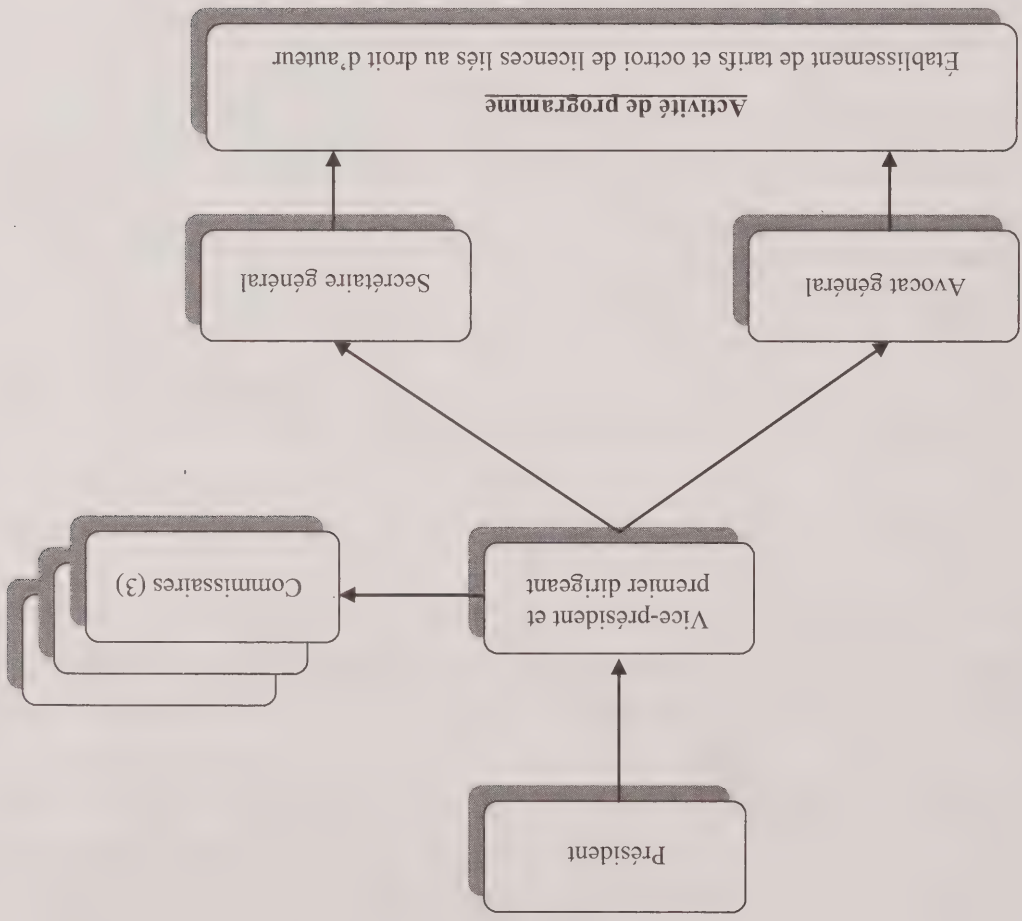 Président
Vice-président et
premier dirigeant
Commissaires (3)
Avocat général
Secrétaire général
Activité de programme
Établissement de tarifs et octroi de licences liés au droit d'auteur